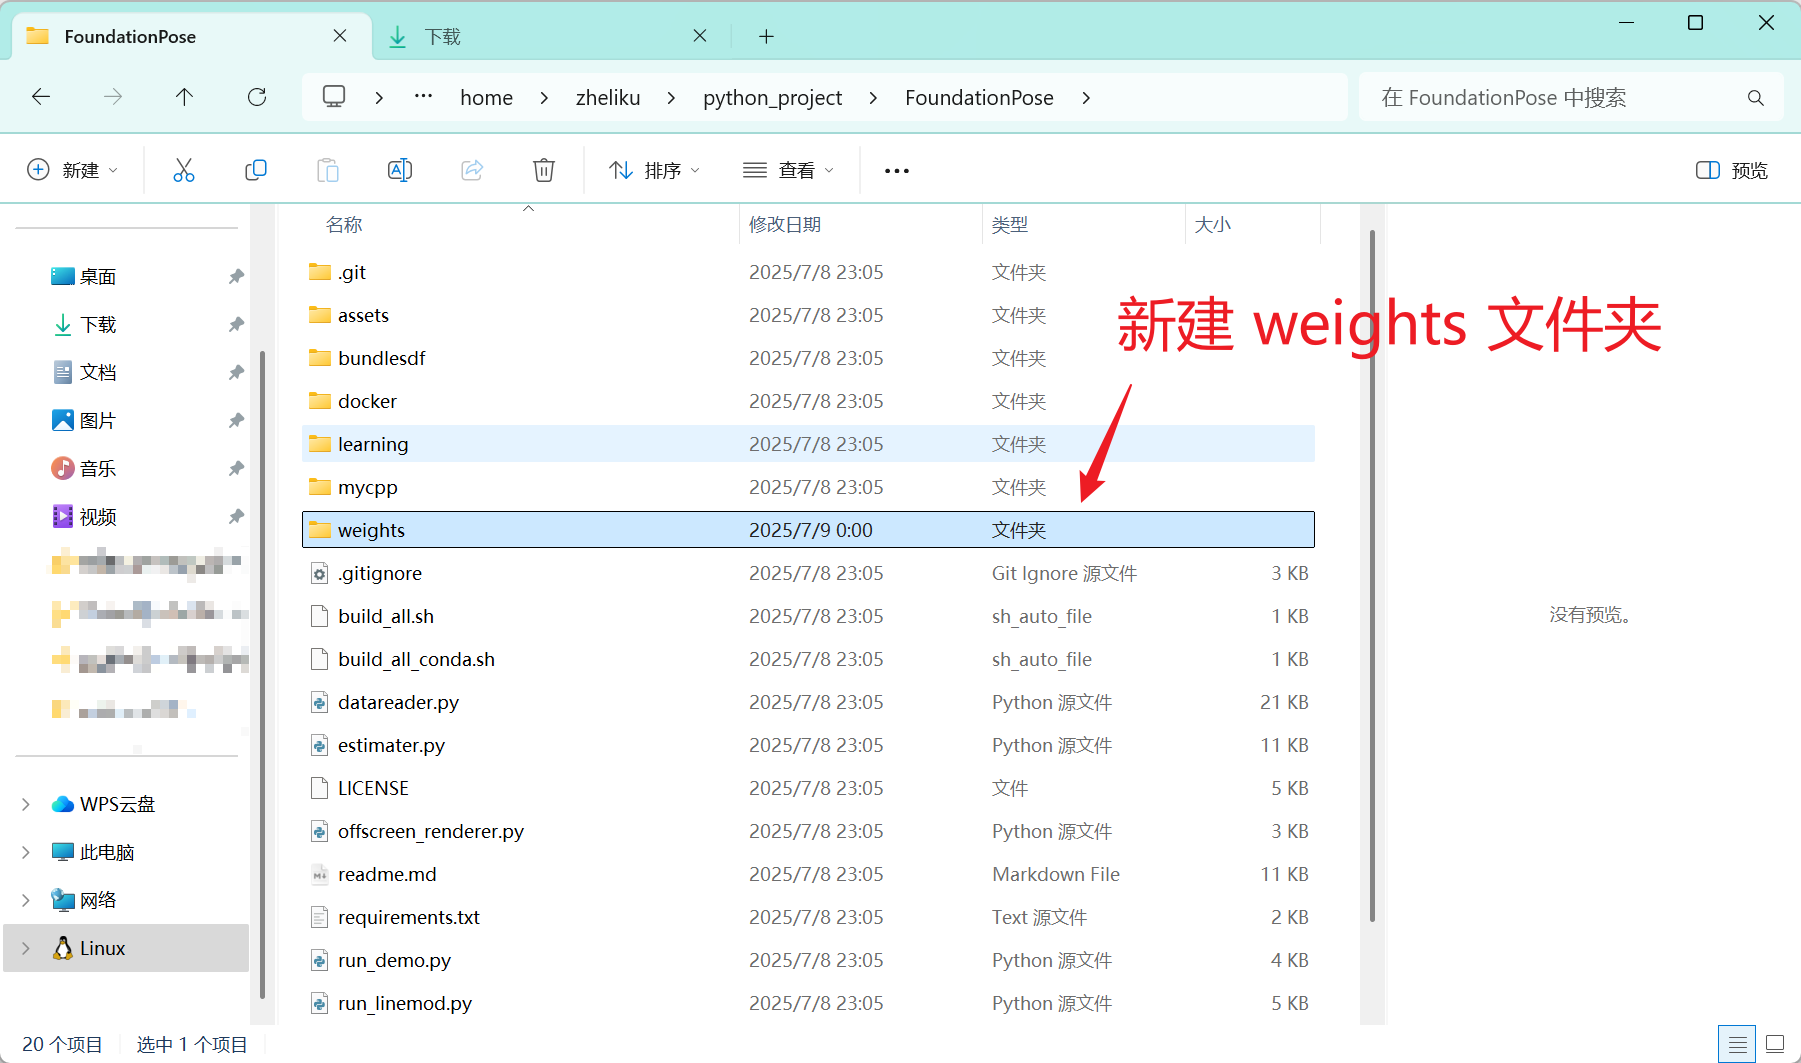 FoundationPose
下载
home
zheliku
python_project
FoundationPose
在 FoundationPose 中搜索
新建
排序
查看
预览
名称 修改日期 类型 大小
桌面
下载
文档
图片
音乐
视频
WPS云盘
此电脑
网络
Linux
.git 2025/7/8 23:05 文件夹
assets 2025/7/8 23:05 文件夹
bundlesdf 2025/7/8 23:05 文件夹
docker 2025/7/8 23:05 文件夹
learning 2025/7/8 23:05 文件夹
mycpp 2025/7/8 23:05 文件夹
weights 2025/7/9 0:00 文件夹
.gitignore 2025/7/8 23:05 Git Ignore 源文件 3 KB
build_all.sh 2025/7/8 23:05 sh_auto_file 1 KB
build_all_conda.sh 2025/7/8 23:05 sh_auto_file 1 KB
datareader.py 2025/7/8 23:05 Python 源文件 21 KB
estimater.py 2025/7/8 23:05 Python 源文件 11 KB
LICENSE 2025/7/8 23:05 文件 5 KB
offscreen_renderer.py 2025/7/8 23:05 Python 源文件 3 KB
readme.md 2025/7/8 23:05 Markdown File 11 KB
requirements.txt 2025/7/8 23:05 Text 源文件 2 KB
run_demo.py 2025/7/8 23:05 Python 源文件 4 KB
run_linemod.py 2025/7/8 23:05 Python 源文件 5 KB
新建 weights 文件夹
没有预览。
20 个项目
选中 1 个项目